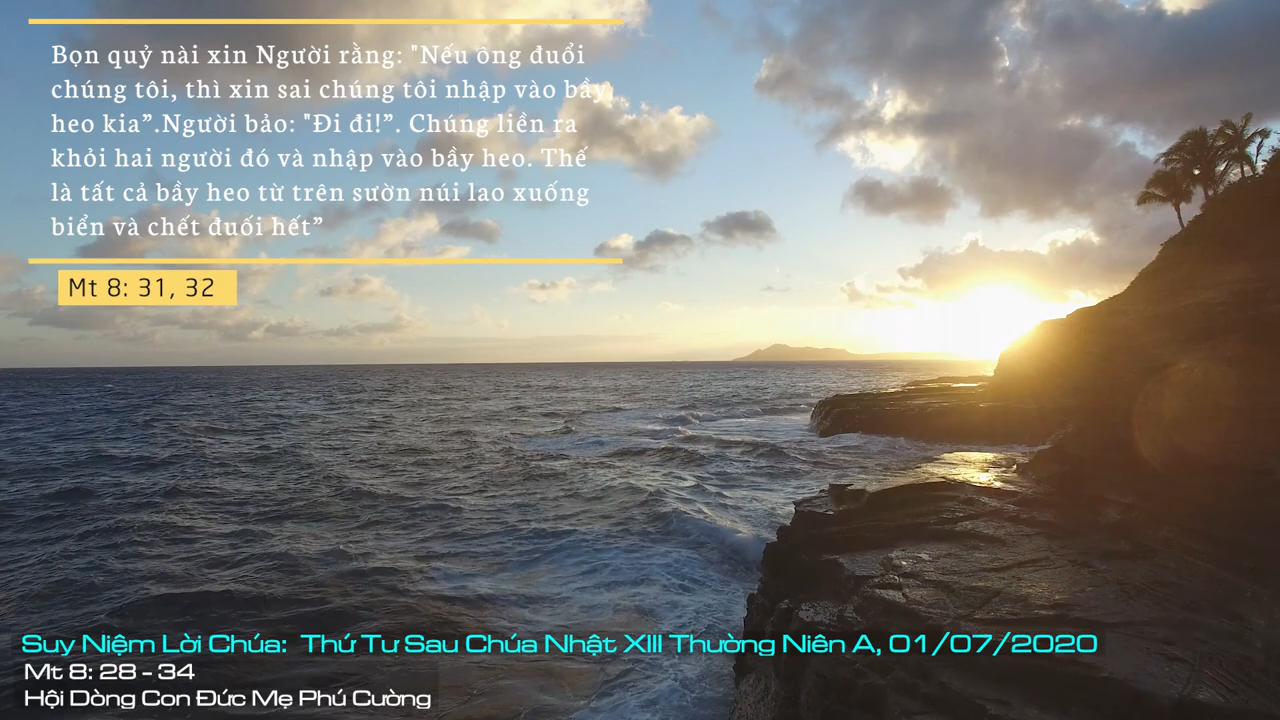 Bọn quỷ nài xin Người rằng: "Nếu ông đuổi
chúng tôi, thì xin sai chúng tôi nhập vào bầy
heo kia”.Người bảo: "Đi đi!”. Chúng liền ra
khỏi hai người đó và nhập vào bầy heo. Thế
là tất cả bầy heo từ trên sườn núi lao xuống
biển và chết đuối hết”
Mt 8: 31, 32
Suy Niệm Lời Chúa: Thứ Tư Sau Chúa Nhật XIII Thường Niên A, 01/07/2020
Mt 8: 28 - 34
Hội Dòng Con Đức Mẹ Phú Cường